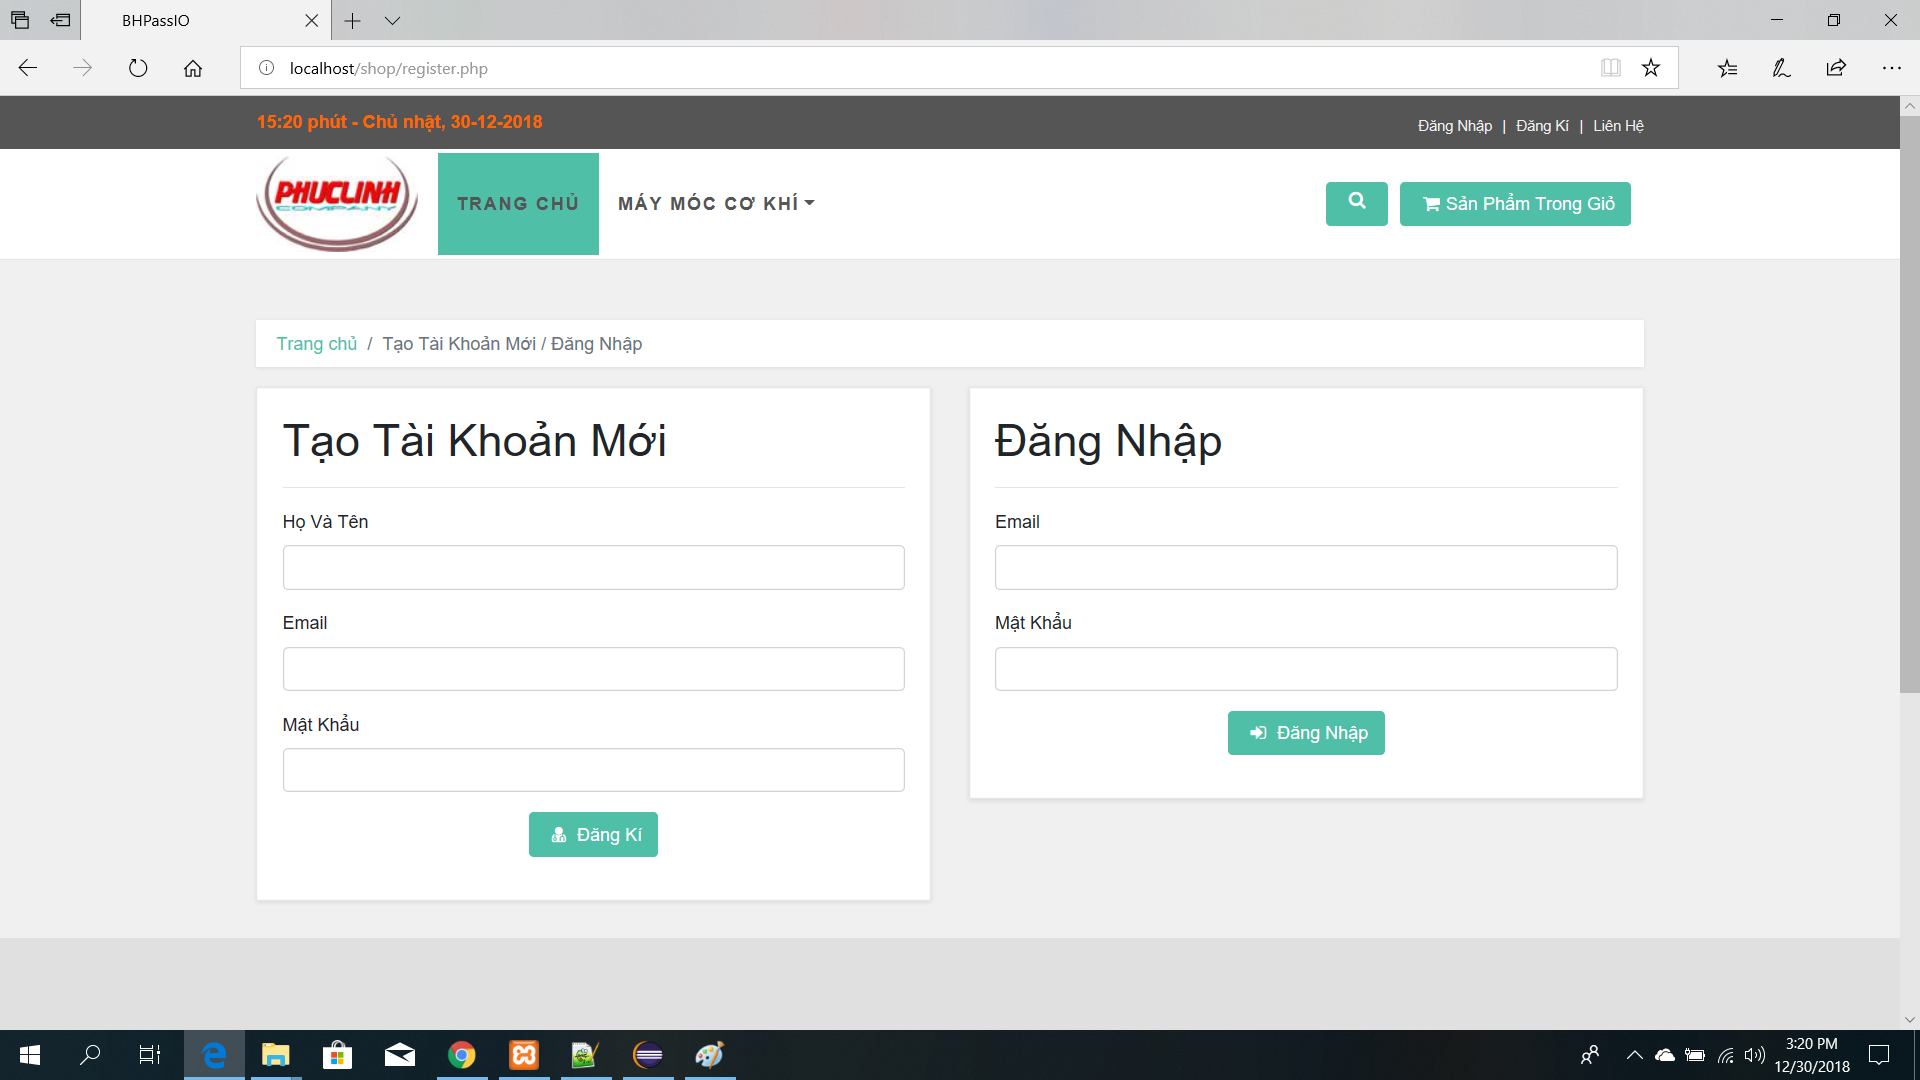 BHPassIO
localhost/shop/register.php
15:20 phút - Chủ nhật, 30-12-2018
Đăng Nhập | Đăng Kí | Liên Hệ
PHUCLINH
COMPANY
TRANG CHỦ
MÁY MÓC CƠ KHÍ
Sản Phẩm Trong Giỏ
Trang chủ / Tạo Tài Khoản Mới / Đăng Nhập
Tạo Tài Khoản Mới
Họ Và Tên
Email
Mật Khẩu
Đăng Kí
Đăng Nhập
Email
Mật Khẩu
Đăng Nhập
3:20 PM
12/30/2018